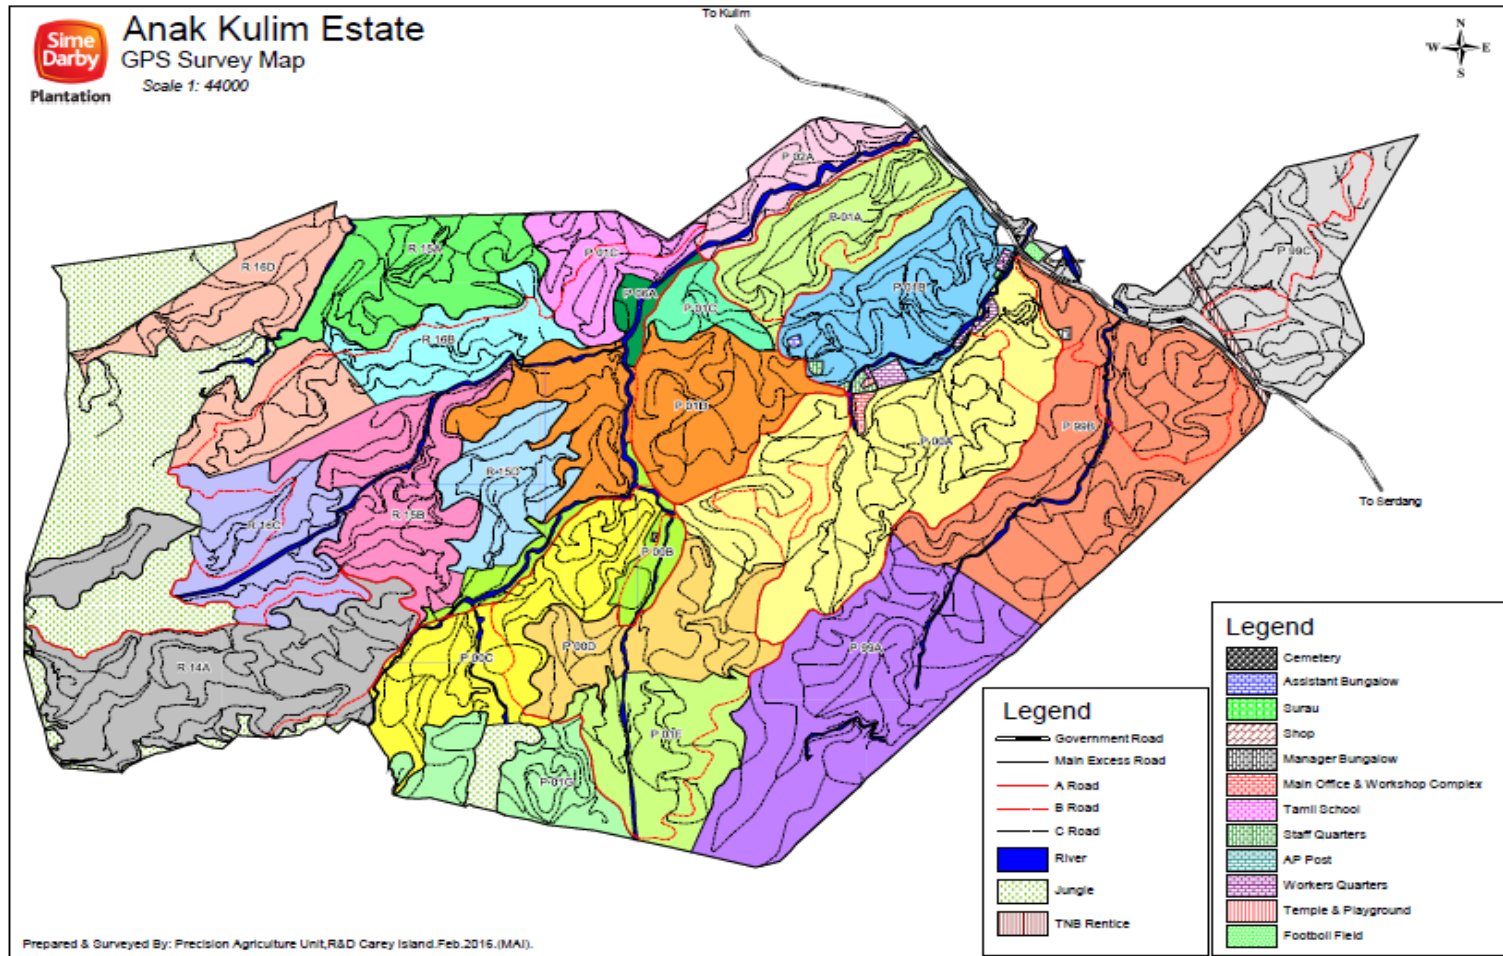 To Kulim
Sime
Darby
Plantation
Anak Kulim Estate
GPS Survey Map
Scale 1: 44000
N
W
E
S
P 02A
P 01A
R 15A
R 16D
P 01C
P 99C
P 06A
P 01B
P 01C
R 16B
P 01D
P 99B
P 00A
R 15D
To Serdang
R 16C
R 15B
P 00B
P 00C
P 00D
P 99A
R 14A
P 01F
P 01G
Legend
Government Road
Main Excess Road
A Road
B Road
C Road
River
Jungle
TNB Rentice
Legend
Cemetery
Assistant Bungalow
Surau
Shop
Manager Bungalow
Main Office & Workshop Complex
Tamil School
Staff Quarters
AP Post
Workers Quarters
Temple & Playground
Footboll Field
Prepared & Surveyed By: Precision Agriculture Unit,R&D Carey Island.Feb.2016.(MAI).